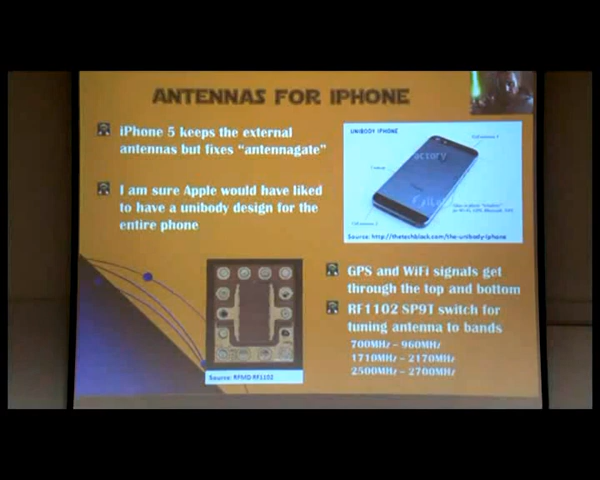 ANTENNAS FOR IPHONE
iPhone 5 keeps the external
antennas but fixes "antennagate"
I am sure Apple would have liked
to have a unibody design for the
entire phone
UNIBODY IPHONE
Source: http://thetechblock.com/the-unibody-iphone
GPS and WiFi signals get
through the top and bottom
RF1102 SP9T switch for
tuning antenna to bands
700MHz – 960MHz
1710MHz – 2170MHz
2500MHz – 2700MHz
Source: RFMD RF1102